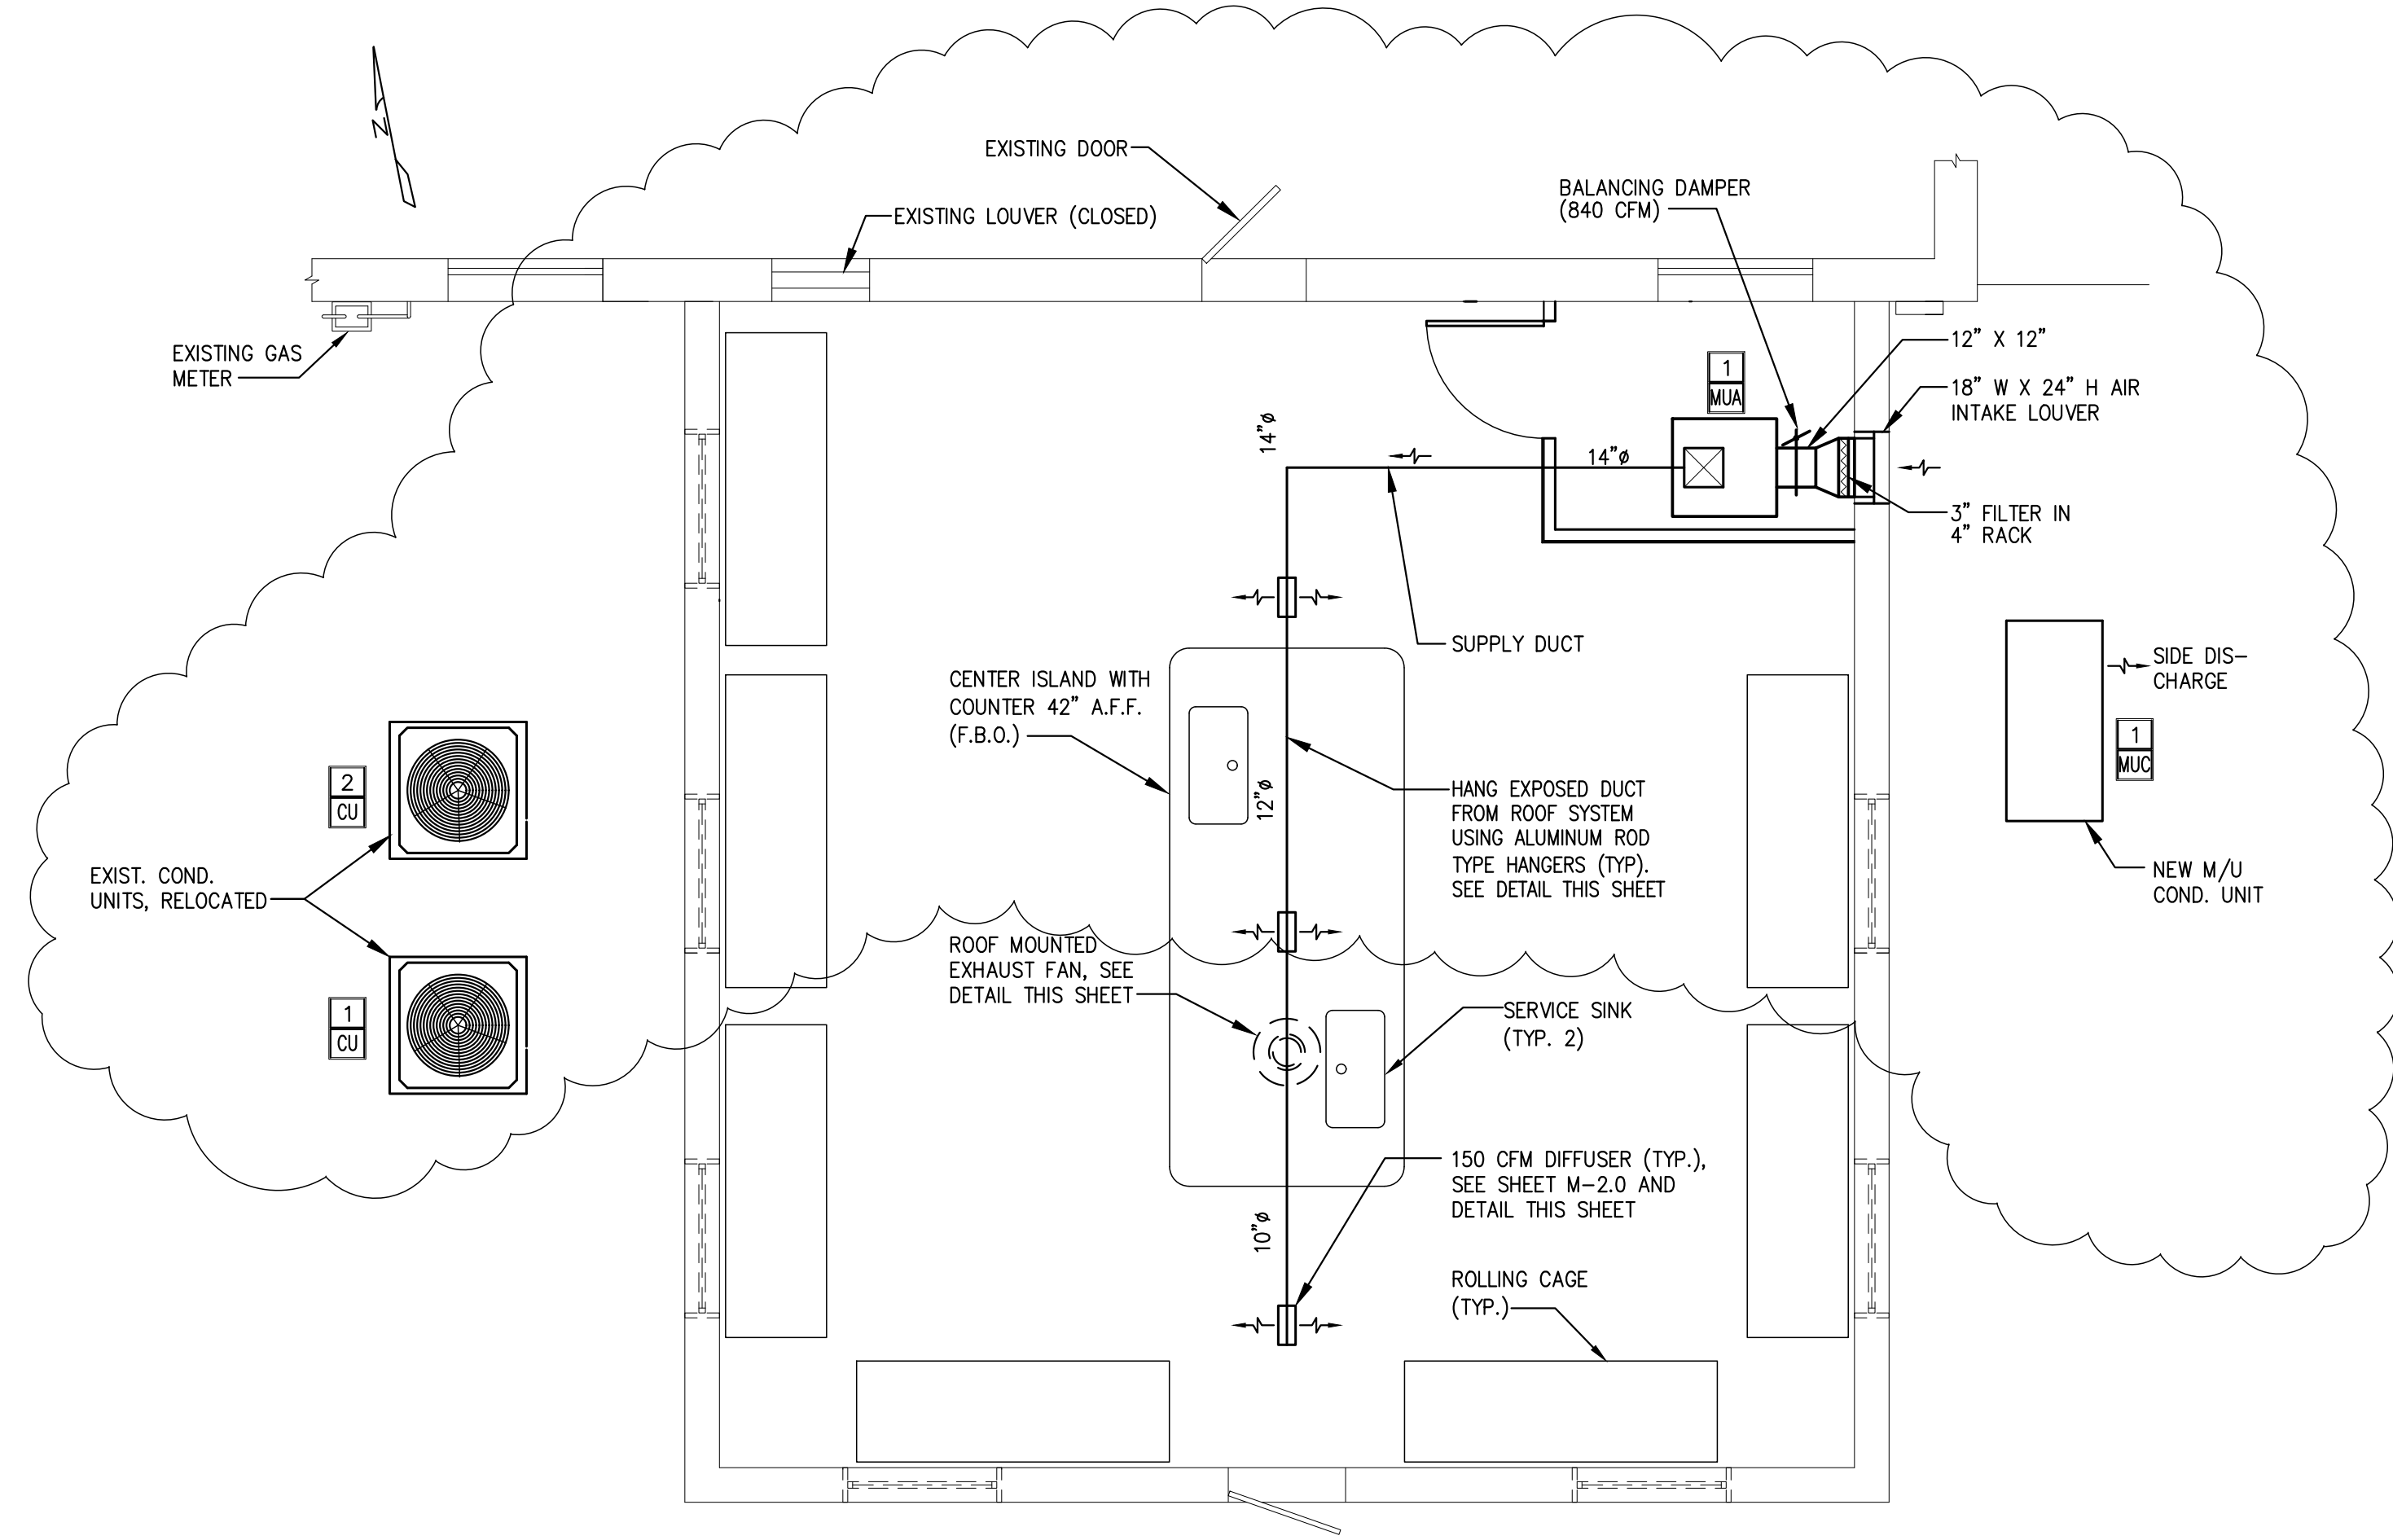 N
EXISTING DOOR
EXISTING LOUVER (CLOSED)
BALANCING DAMPER
(840 CFM)
EXISTING GAS
METER
12” X 12”
18” W X 24” H AIR
INTAKE LOUVER
1
MUA
14”ø
14”ø
3” FILTER IN
4” RACK
SUPPLY DUCT
CENTER ISLAND WITH
COUNTER 42” A.F.F.
(F.B.O.)
SIDE DIS–
CHARGE
1
MUC
2
CU
12”ø
HANG EXPOSED DUCT
FROM ROOF SYSTEM
USING ALUMINUM ROD
TYPE HANGERS (TYP).
SEE DETAIL THIS SHEET
NEW M/U
COND. UNIT
EXIST. COND.
UNITS, RELOCATED
ROOF MOUNTED
EXHAUST FAN, SEE
DETAIL THIS SHEET
1
CU
SERVICE SINK
(TYP. 2)
150 CFM DIFFUSER (TYP.),
SEE SHEET M–2.0 AND
DETAIL THIS SHEET
10”ø
ROLLING CAGE
(TYP.)